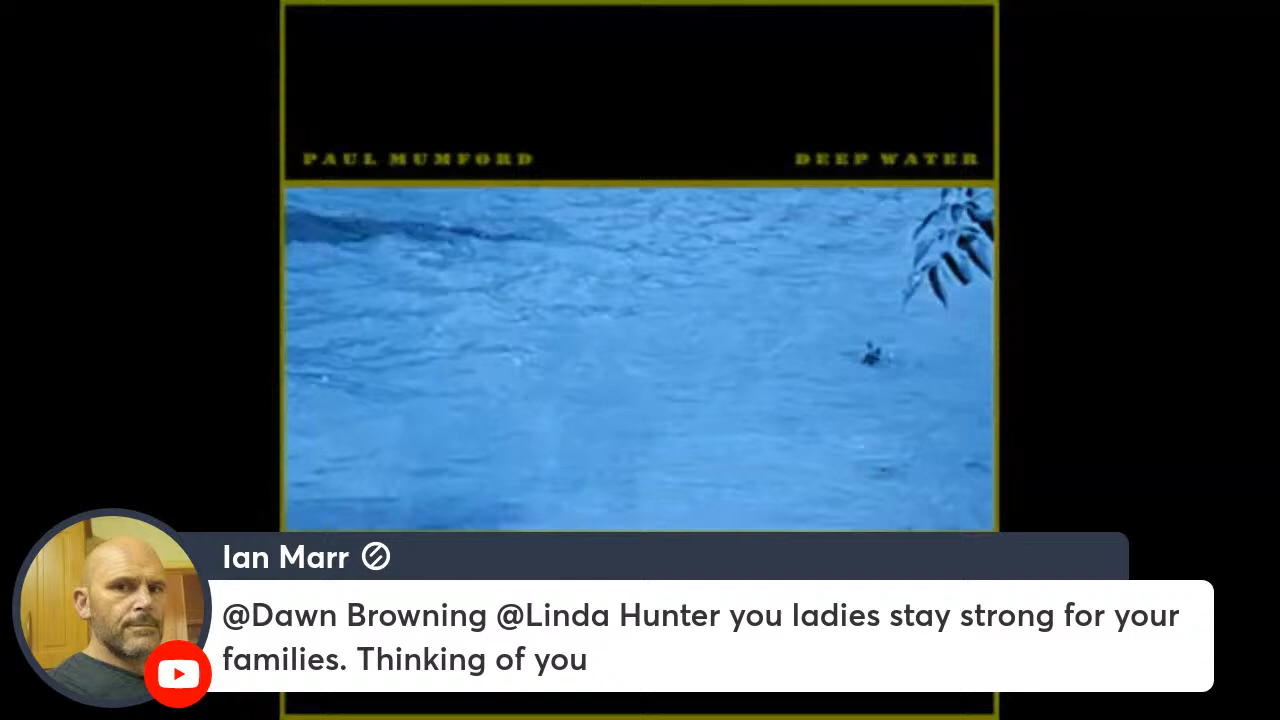 PAUL MUMFORD DEEP WATER
Ian Marr
@Dawn Browning @Linda Hunter you ladies stay strong for your
families. Thinking of you